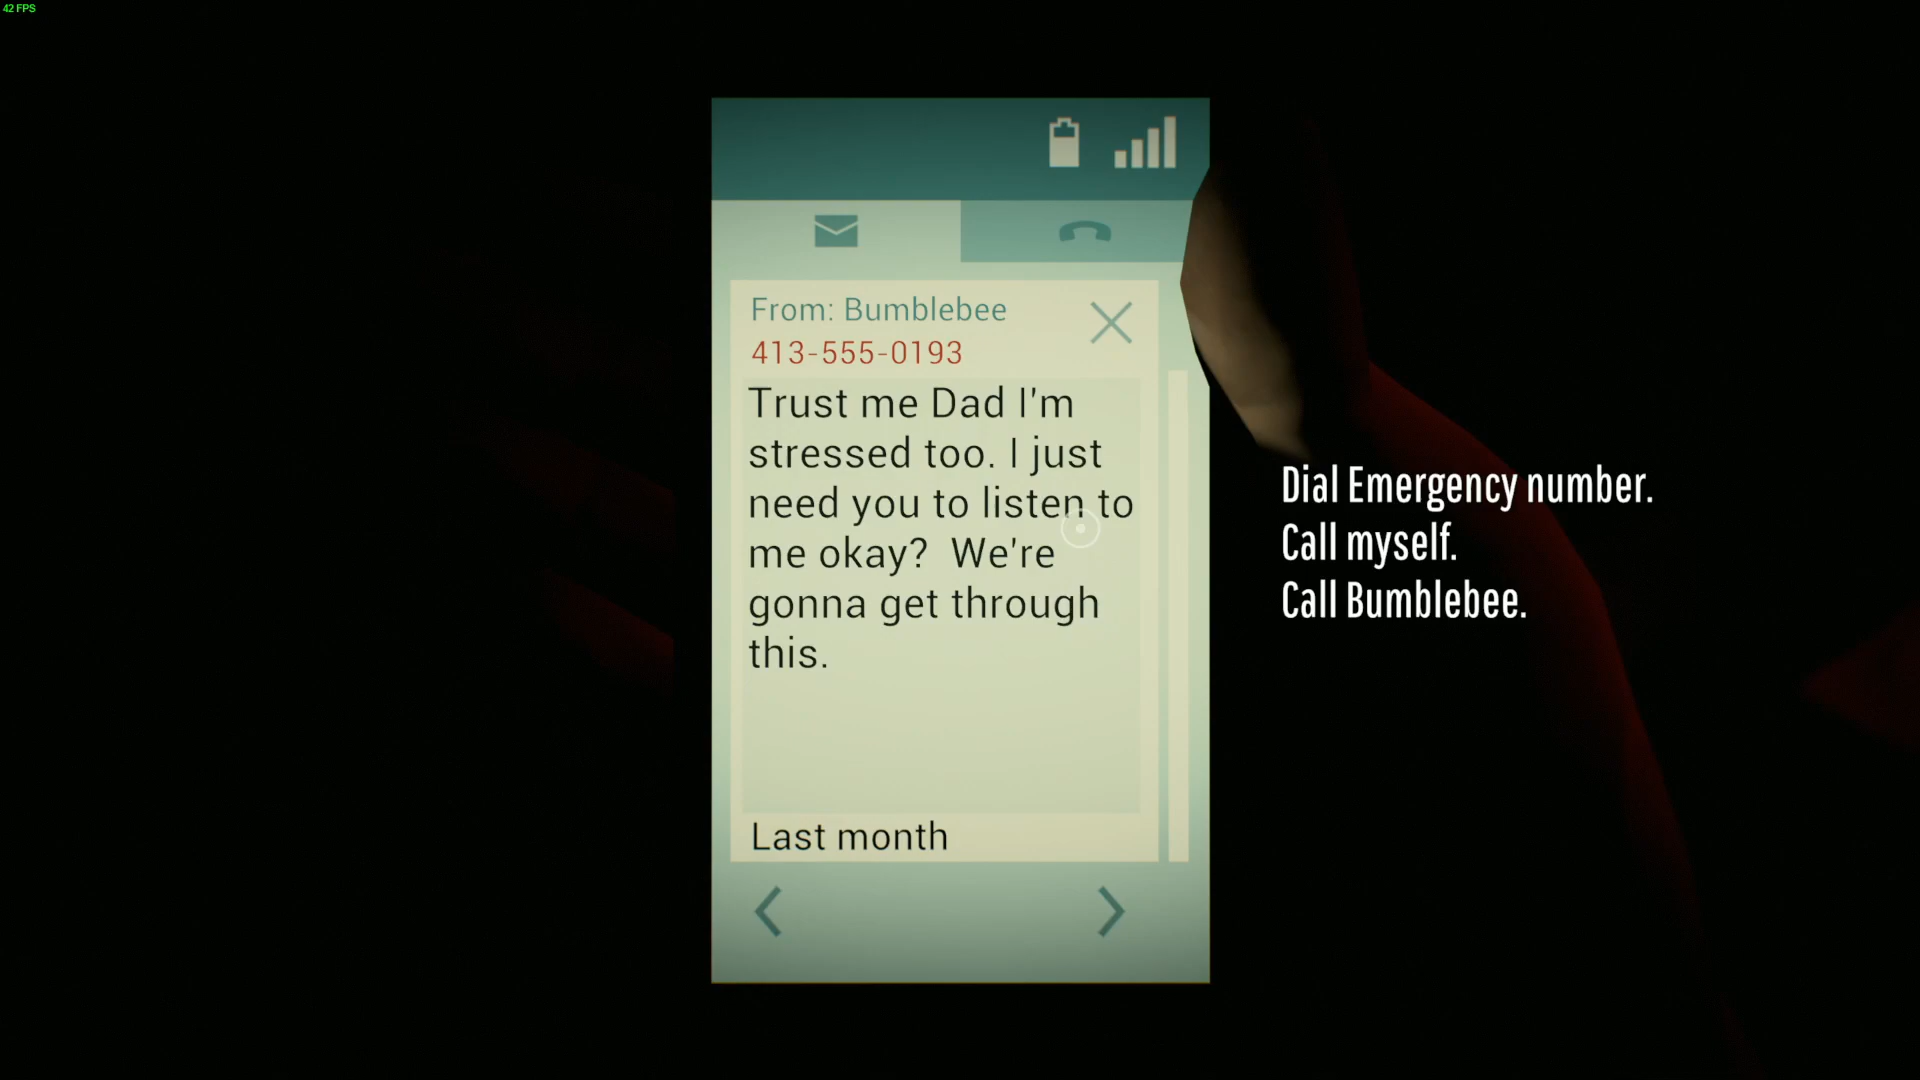 42 FPS
From: Bumblebee
413-555-0193
Trust me Dad I'm
stressed too. I just
need you to listen to
me okay?  We're
gonna get through
this.
Last month
Dial Emergency number.
Call myself.
Call Bumblebee.